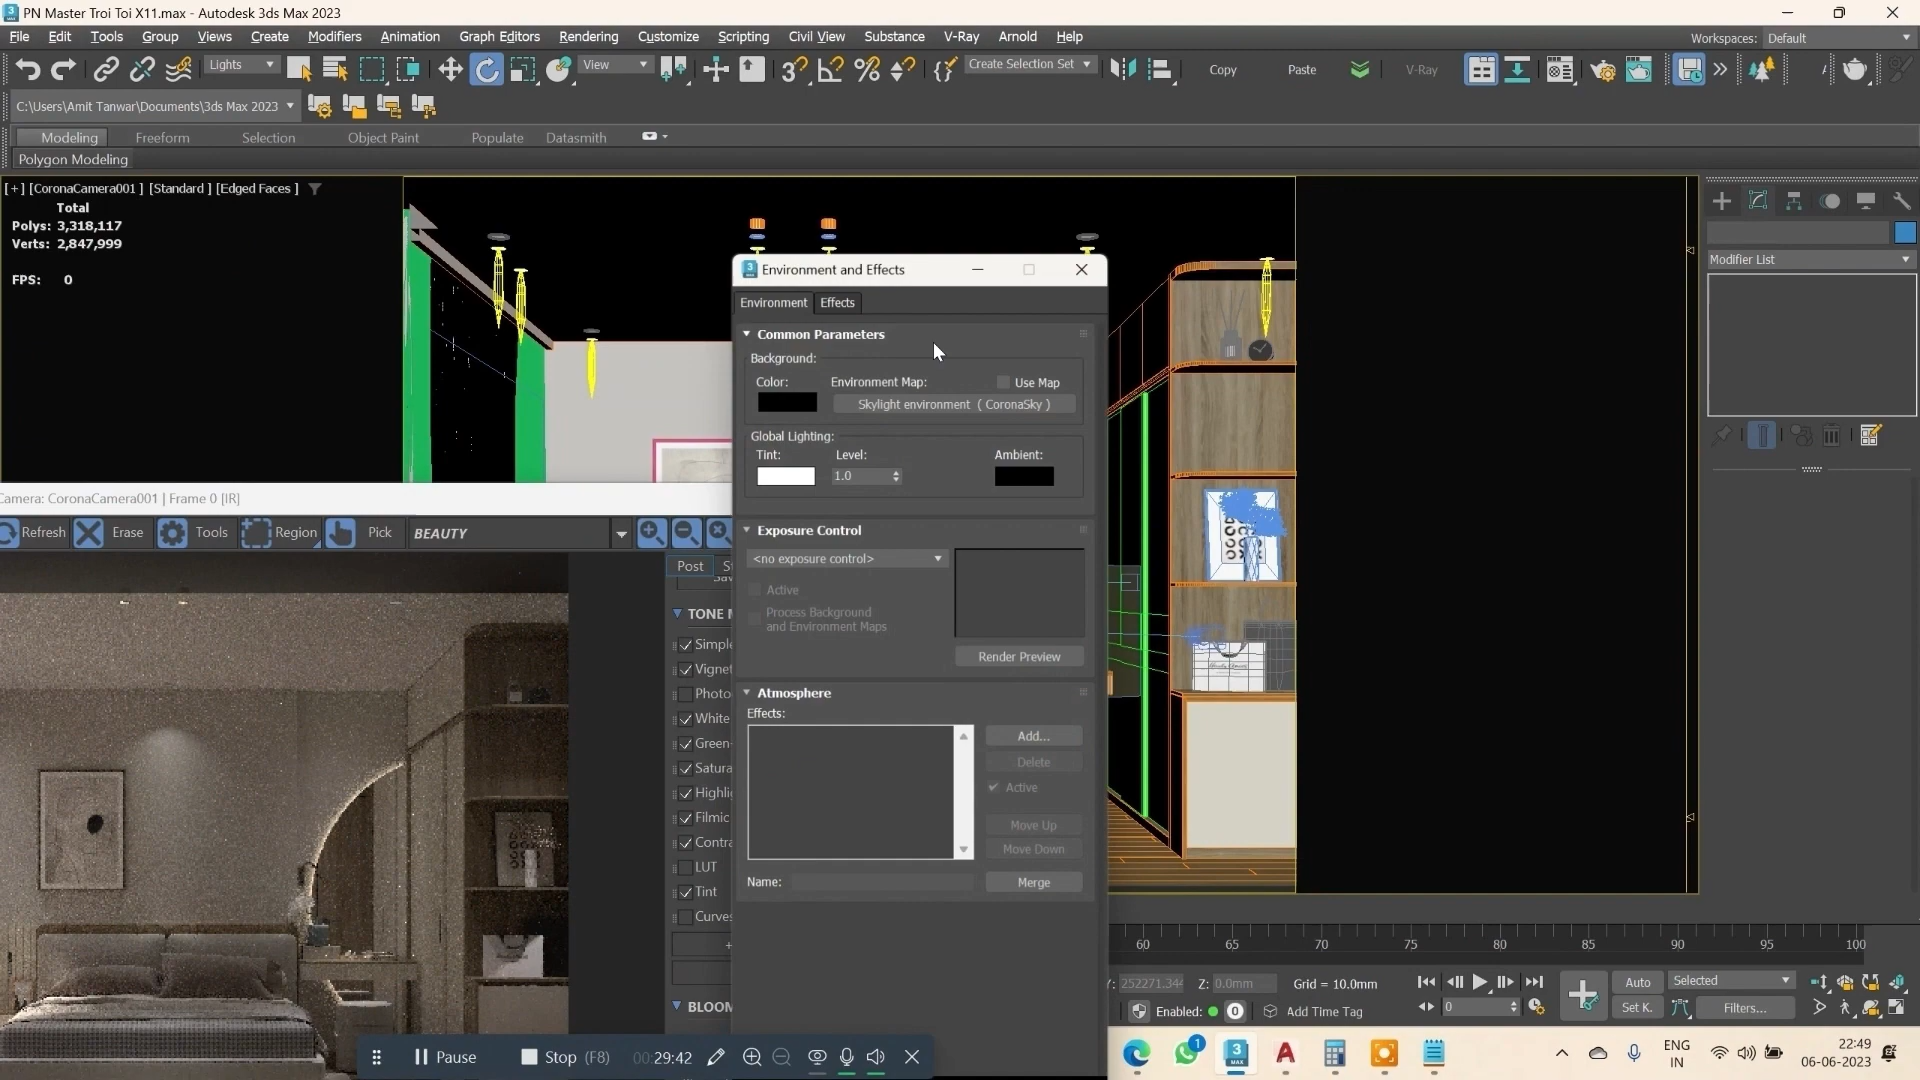 PN Master Troi Toi X11.max - Autodesk 3ds Max 2023
File Edit Tools Group Views Create Modifiers Animation Graph Editors Rendering Customize Scripting Civil View Substance V-Ray Arnold Help
Workspaces: Default
Lights
View
Create Selection Set
Copy
Paste
V-Ray
C:\Users\Amit Tanwar\Documents\3ds Max 2023
Modeling Freeform Selection Object Paint Populate Datasmith
Polygon Modeling
[+] [CoronaCamera001 ] [Standard ] [Edged Faces ]
Total
Polys: 3,318,117
Verts: 2,847,999
FPS: 0
Modifier List
Environment and Effects
Environment Effects
Common Parameters
Background:
Color: Environment Map: Use Map
Skylight environment ( CoronaSky )
Global Lighting:
Tint: Level: Ambient:
1.0
Exposure Control
<no exposure control>
Active
Process Background
and Environment Maps
Render Preview
Atmosphere
Effects:
Add...
Delete
Active
Move Up
Move Down
Name:
Merge
Camera: CoronaCamera001 | Frame 0 [IR]
Refresh Erase Tools Region Pick BEAUTY
Post St
Sav
TONE M
Simple
Vignet
Photo
White
Green-
Satura
Highli
Filmic
Contra
LUT
Tint
Curves
+
BLOOM
60 65 70 75 80 85 90 95 100
Y: 252271.344 Z: 0.0mm Grid = 10.0mm
Enabled: 0 Add Time Tag
0
Auto Selected
Set K. Filters...
Pause Stop (F8) 00:29:42
1
3
MAX
ENG
IN
22:49
06-06-2023